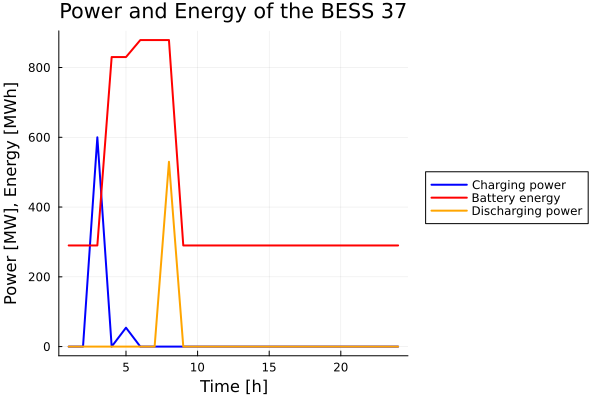 Power and Energy of the BESS 37
Power [MW], Energy [MWh]
800
600
400
200
0
5 10 15 20
Time [h]
Charging power
Battery energy
Discharging power